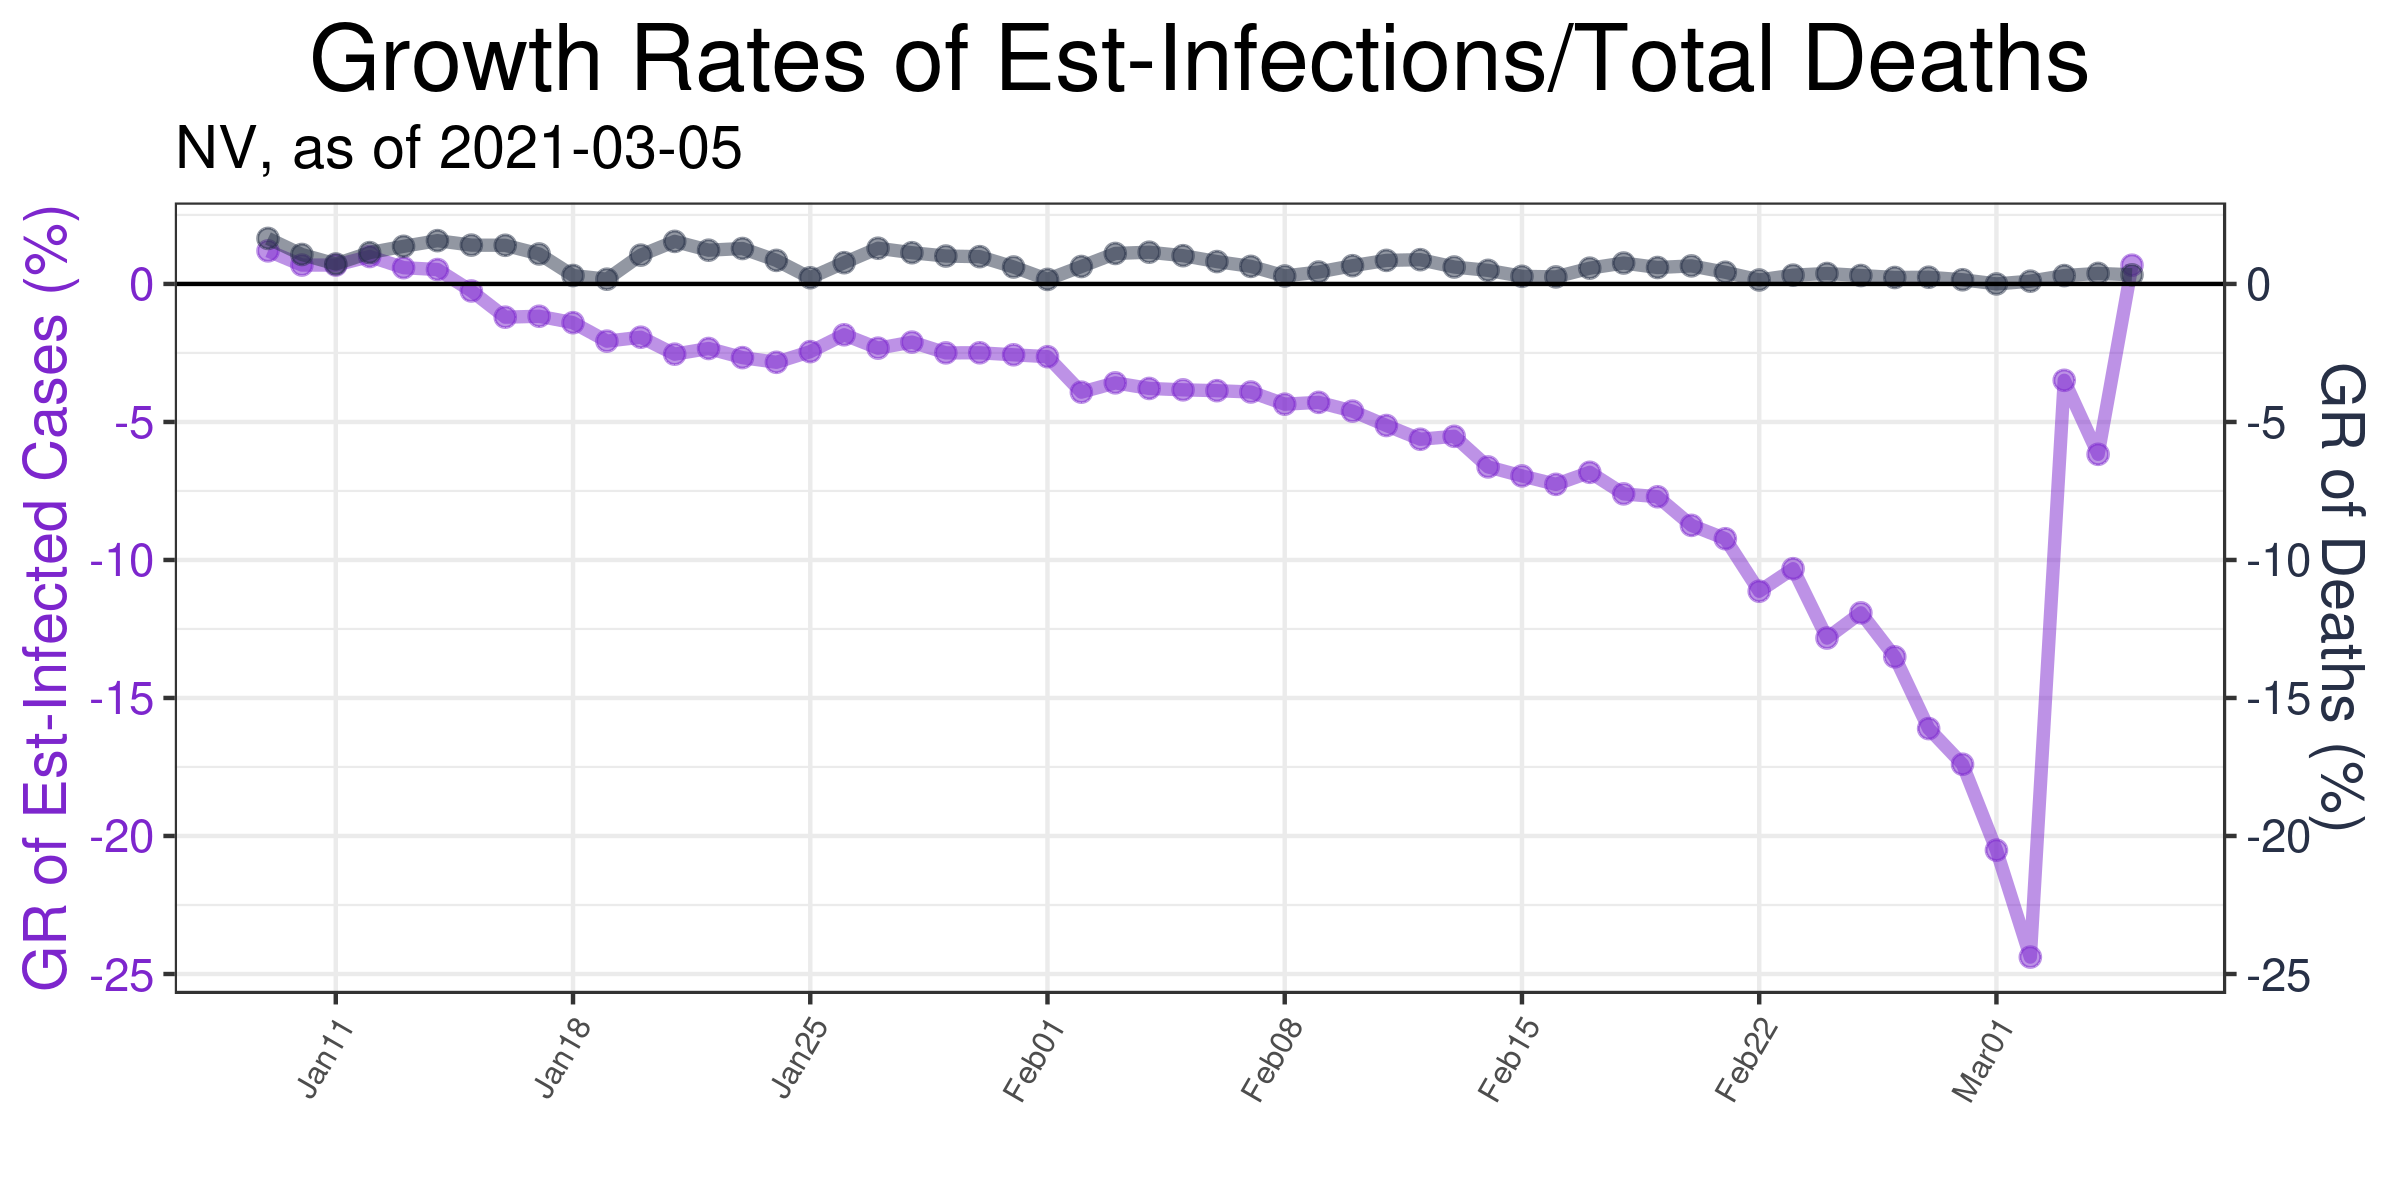 Growth Rates of Est-Infections/Total Deaths
NV, as of 2021-03-05
GR of Est-Infected Cases (%)
0
-5
-10
-15
-20
-25
0
-5
-10
-15
-20
-25
GR of Deaths (%)
Jan11
Jan18
Jan25
Feb01
Feb08
Feb15
Feb22
Mar01